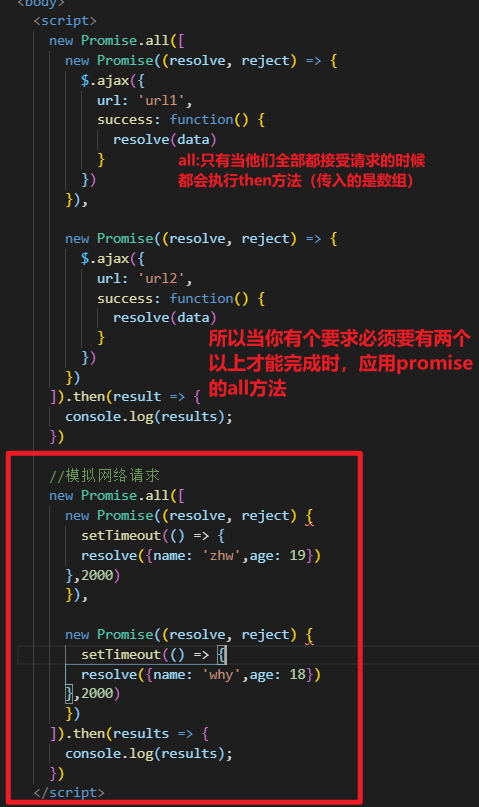 <body>
<script>
new Promise.all([
new Promise((resolve, reject) => {
$.ajax({
url: 'url1',
success: function() {
resolve(data)
}
all:只有当他们全部都接受请求的时候
})
都会执行then方法（传入的是数组）
}),
new Promise((resolve, reject) => {
$.ajax({
url: 'url2',
success: function() {
resolve(data)
}
所以当你有个要求必须要有两个
})
以上才能完成时，应用promise
})
的all方法
]).then(result => {
console.log(results);
})
//模拟网络请求
new Promise.all([
new Promise((resolve, reject) {
setTimeout(() => {
resolve({name: 'zhw',age: 19})
},2000)
}),
new Promise((resolve, reject) {
setTimeout(() => {
resolve({name: 'why',age: 18})
},2000)
})
]).then(results => {
console.log(results);
})
</script>